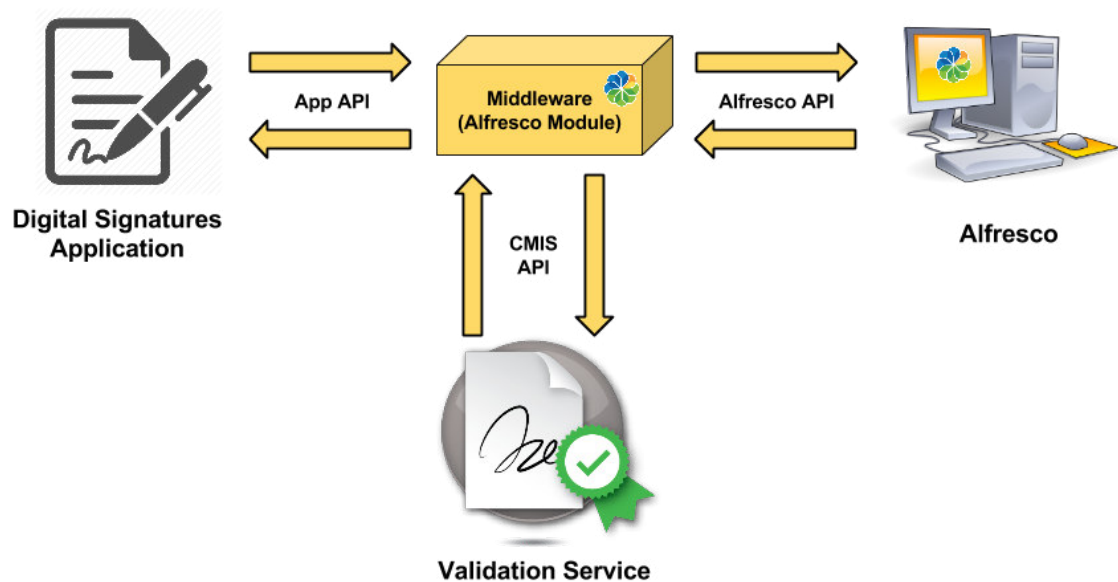 App API
Middleware
(Alfresco Module)
Alfresco API
Digital Signatures
Application
Alfresco
CMIS
API
Validation Service